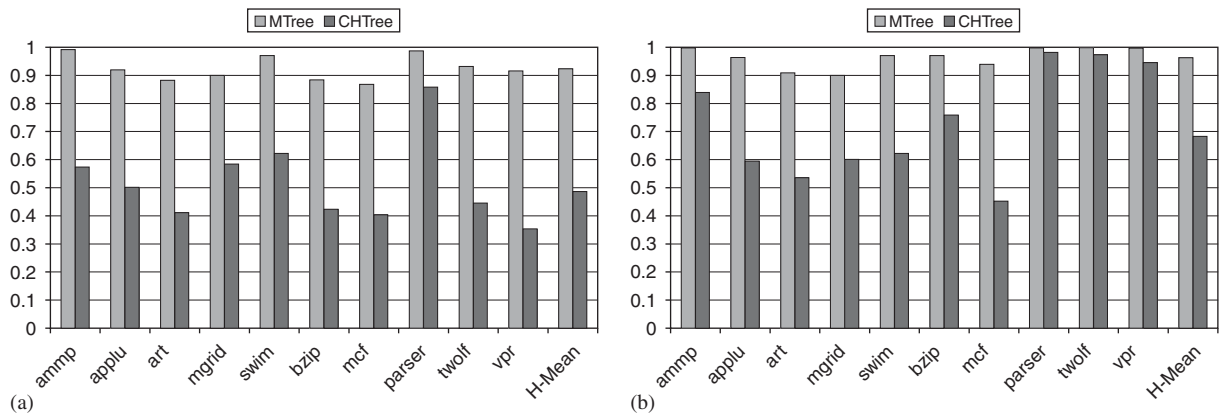 MTree CHTree
1
0.9
0.8
0.7
0.6
0.5
0.4
0.3
0.2
0.1
0
ammp
applu
art
mgrid
swim
bzip
mcf
parser
twolf
vpr
H-Mean
(a)
MTree CHTree
1
0.9
0.8
0.7
0.6
0.5
0.4
0.3
0.2
0.1
0
ammp
applu
art
mgrid
swim
bzip
mcf
parser
twolf
vpr
H-Mean
(b)